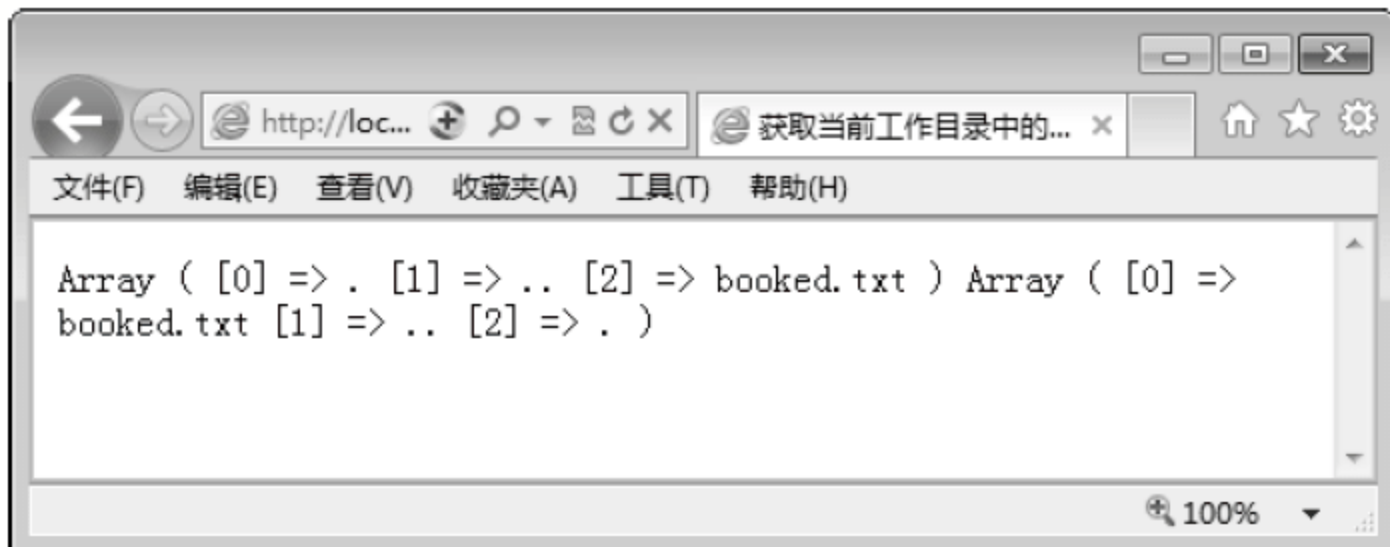 http://loc...
获取当前工作目录中的...
文件(F) 编辑(E) 查看(V) 收藏夹(A) 工具(T) 帮助(H)
Array ( [0] => . [1] => .. [2] => booked.txt ) Array ( [0] =>
booked.txt [1] => .. [2] => . )
100%